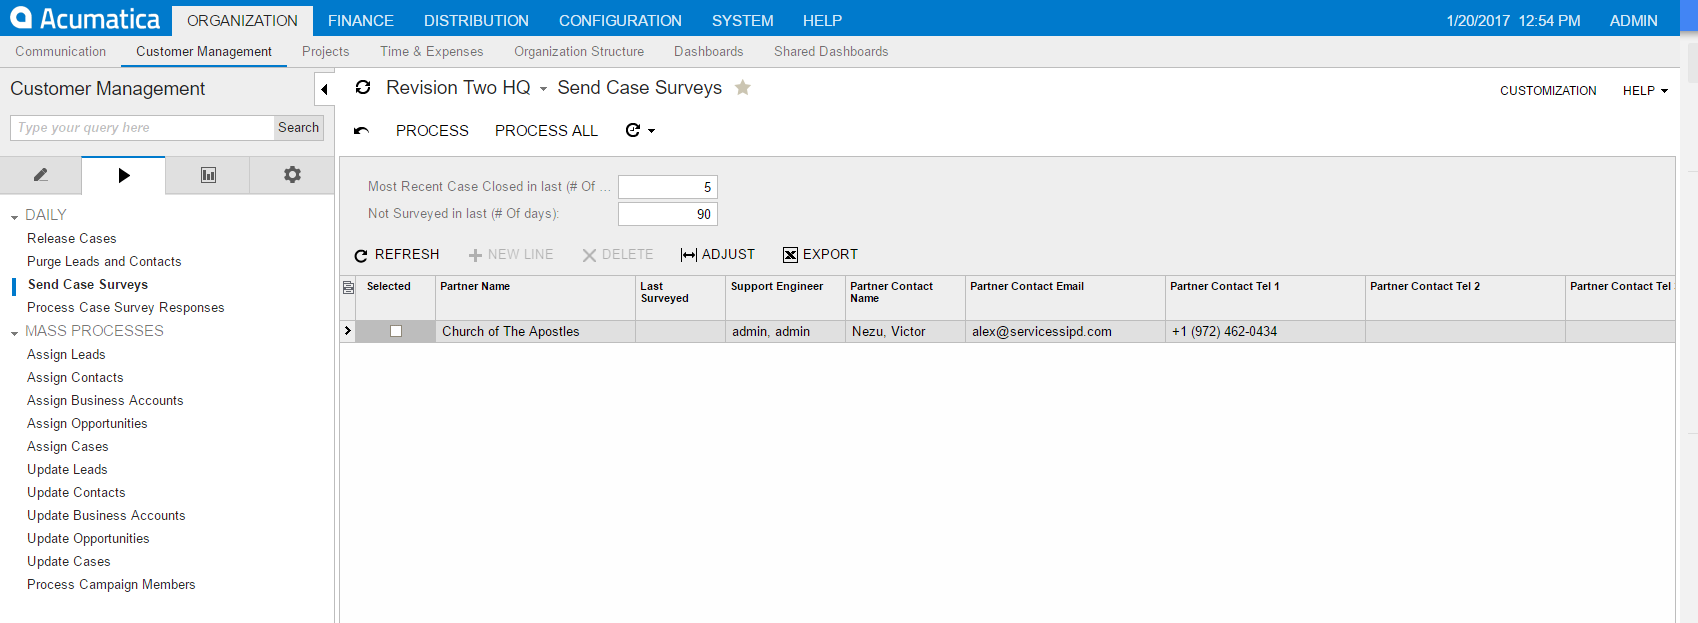 Acumatica ORGANIZATION FINANCE DISTRIBUTION CONFIGURATION SYSTEM HELP 1/20/2017 12:54 PM ADMIN
Communication Customer Management Projects Time & Expenses Organization Structure Dashboards Shared Dashboards
Customer Management
Type your query here Search
DAILY
Release Cases
Purge Leads and Contacts
Send Case Surveys
Process Case Survey Responses
MASS PROCESSES
Assign Leads
Assign Contacts
Assign Business Accounts
Assign Opportunities
Assign Cases
Update Leads
Update Contacts
Update Business Accounts
Update Opportunities
Update Cases
Process Campaign Members
Revision Two HQ Send Case Surveys CUSTOMIZATION HELP
PROCESS PROCESS ALL
Most Recent Case Closed in last (# Of ... 5
Not Surveyed in last (# Of days): 90
REFRESH NEW LINE DELETE ADJUST EXPORT
Selected Partner Name Last Surveyed Support Engineer Partner Contact Name Partner Contact Email Partner Contact Tel 1 Partner Contact Tel 2 Partner Contact Tel
Church of The Apostles admin, admin Nezu, Victor alex@servicessipd.com +1 (972) 462-0434